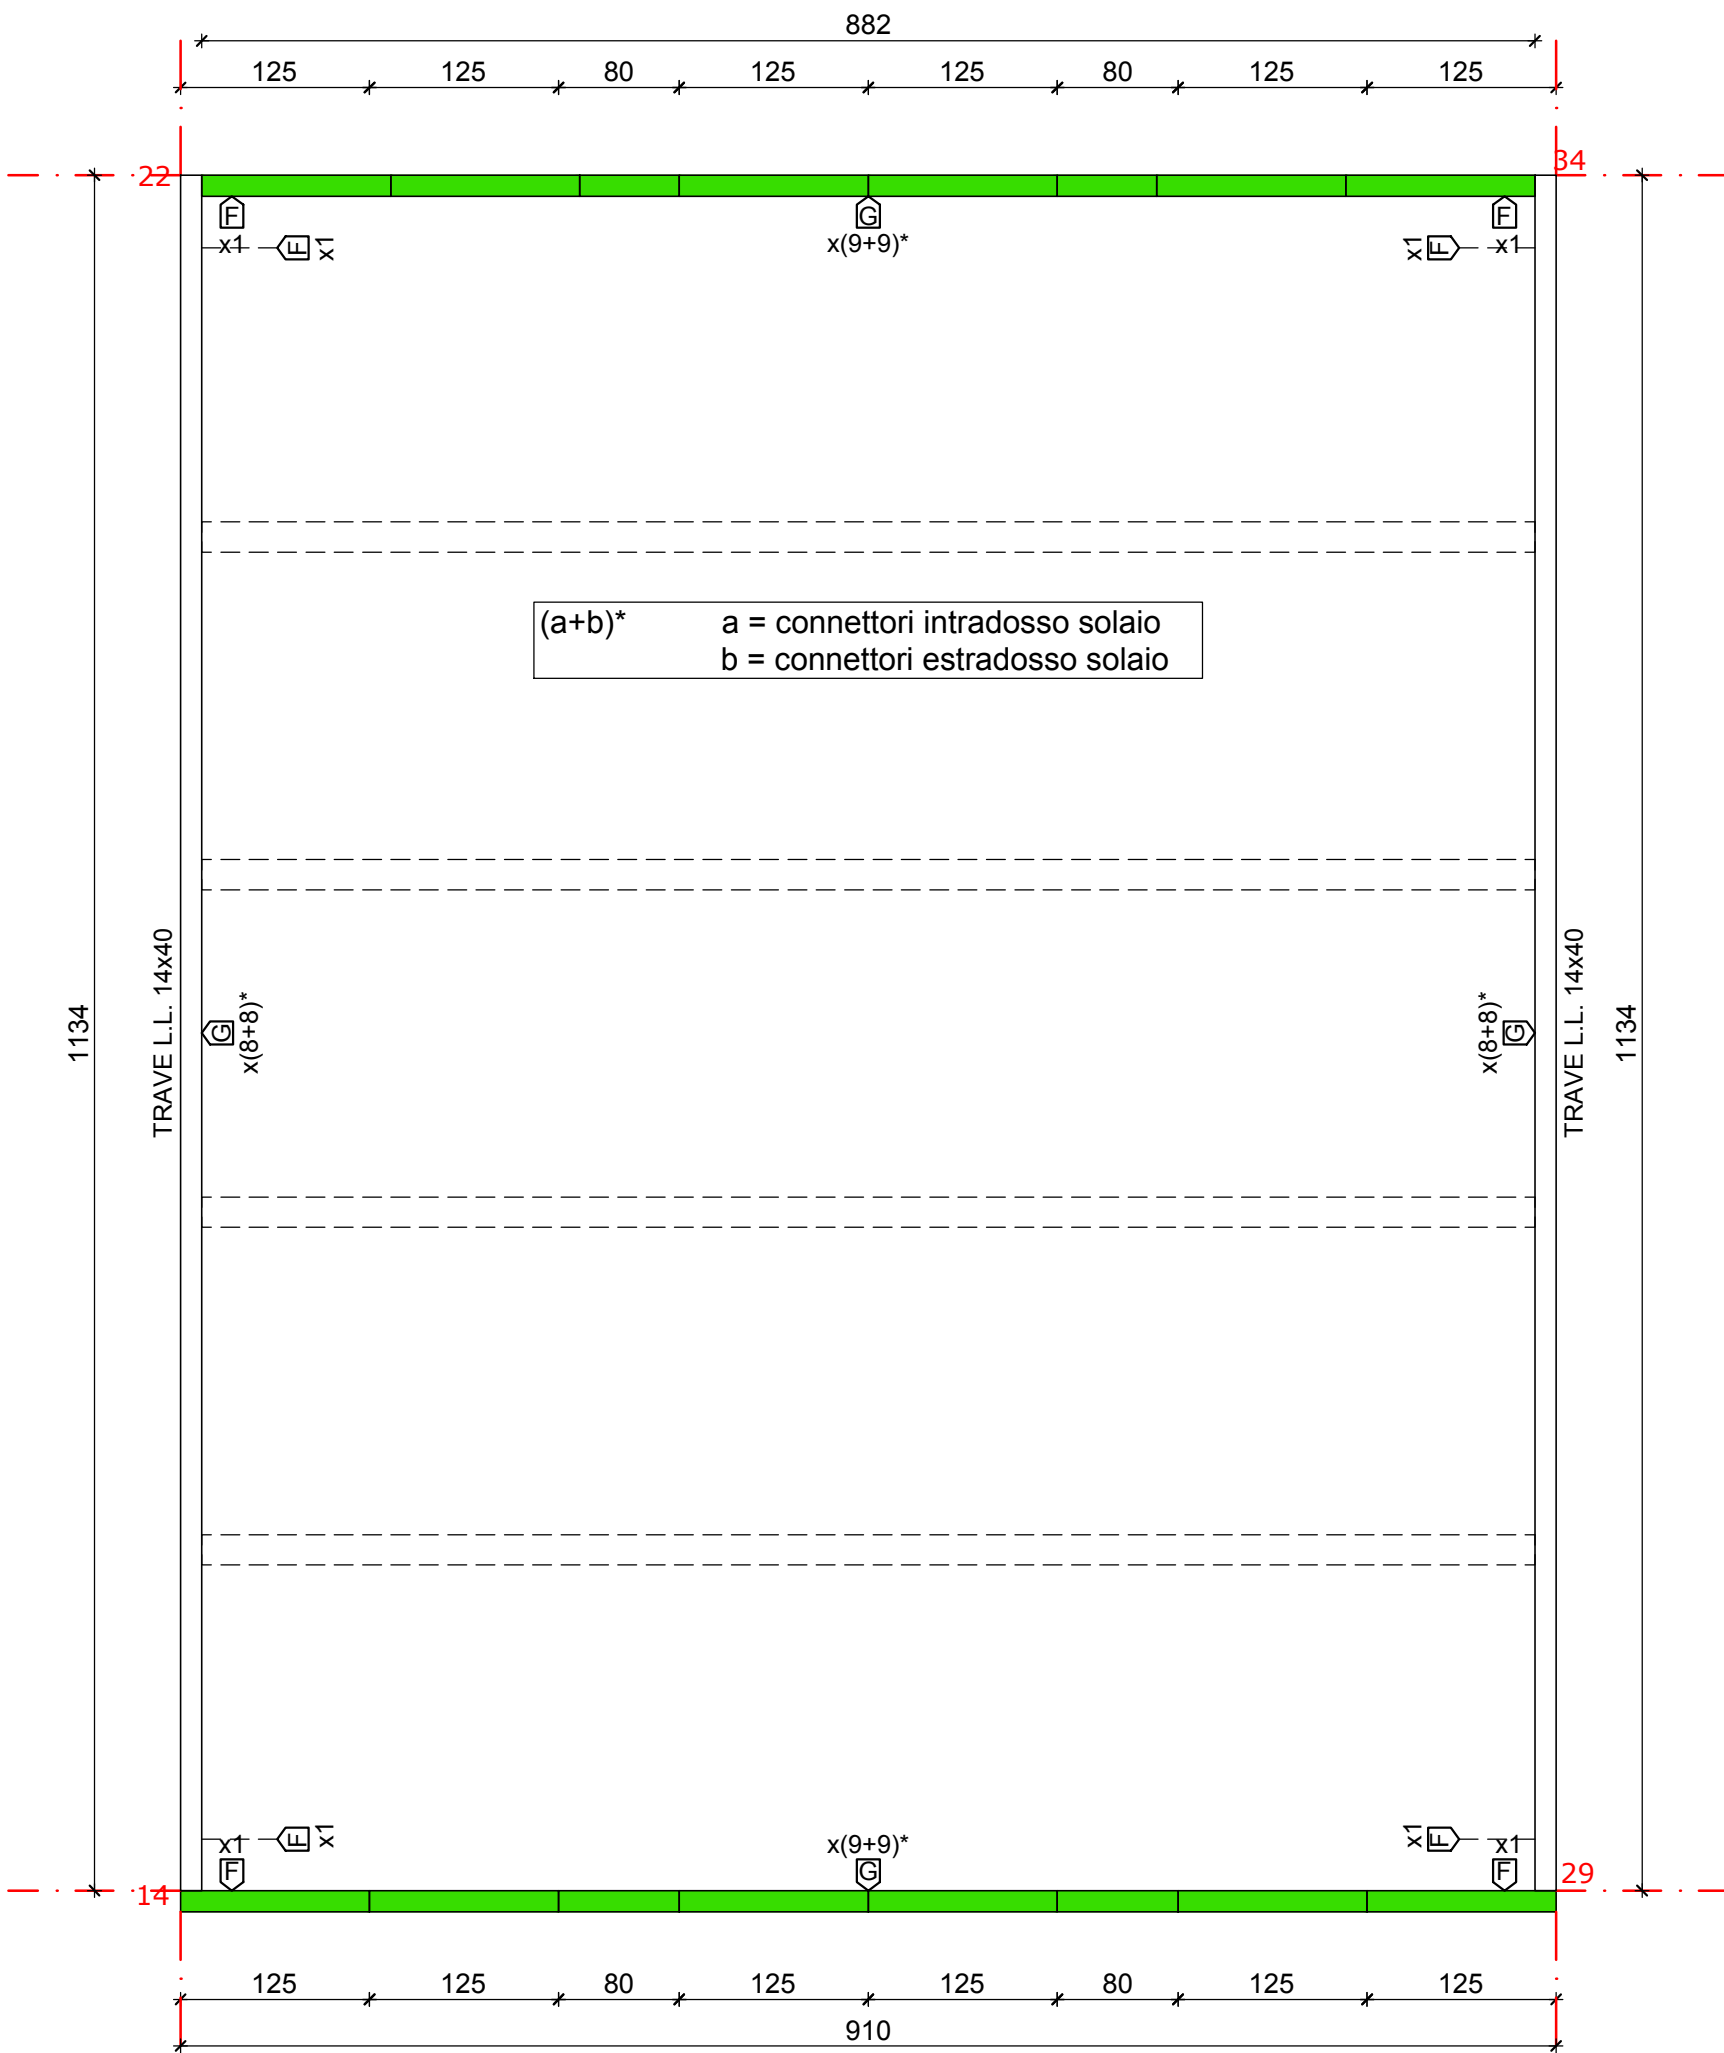 882
125 125 80 125 125 80 125 125
22 34
F G F
x1 x(9+9)* x1
F x1 x1 F
(a+b)* a = connettori intradosso solaio
b = connettori estradosso solaio
1134 TRAVE L.L. 14x40 G x(8+8)* x(8+8)* G TRAVE L.L. 14x40 1134
F x1 x1 F
x1 x(9+9)* x1
F G F
14 29
125 125 80 125 125 80 125 125
910